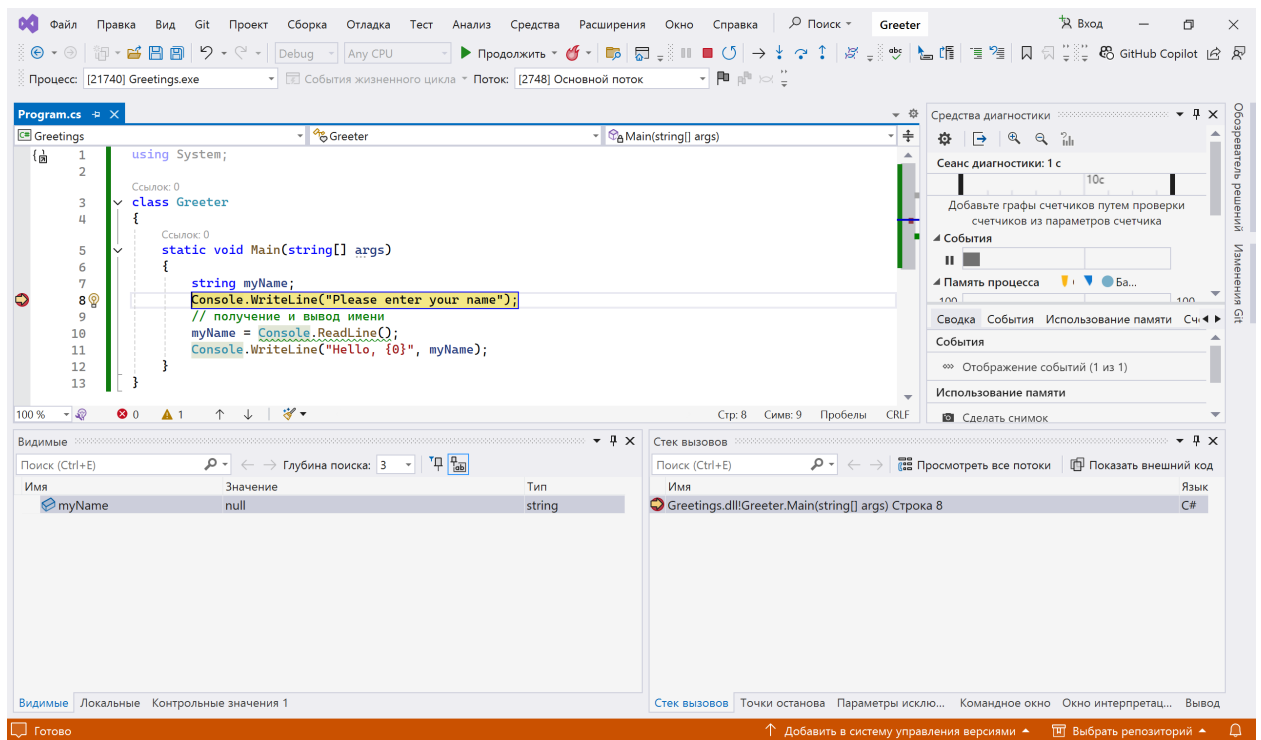 Файл Правка Вид Git Проект Сборка Отладка Тест Анализ Средства Расширения Окно Справка Поиск Greeter Вход
Debug Any CPU Продолжить GitHub Copilot
Процесс: [21740] Greetings.exe События жизненного цикла Поток: [2748] Основной поток
Program.cs
Greetings Greeter Main(string[] args)
1 using System;
2
Ссылок: 0
3 class Greeter
4 {
Ссылок: 0
5 static void Main(string[] args)
6 {
7 string myName;
8 Console.WriteLine("Please enter your name");
9 // получение и вывод имени
10 myName = Console.ReadLine();
11 Console.WriteLine("Hello, {0}", myName);
12 }
13 }
100 % 0 1 Стр: 8 Симв: 9 Пробелы CRLF
Средства диагностики
Сеанс диагностики: 1 с
10с
Добавьте графы счетчиков путем проверки
счетчиков из параметров счетчика
События
Память процесса Ба...
100 100
Сводка События Использование памяти Сч
События
Отображение событий (1 из 1)
Использование памяти
Сделать снимок
Обозреватель решений
Изменения Git
Видимые
Поиск (Ctrl+E) Глубина поиска: 3
Имя Значение Тип
myName null string
Видимые Локальные Контрольные значения 1
Стек вызовов
Поиск (Ctrl+E) Просмотреть все потоки Показать внешний код
Имя Язык
Greetings.dll!Greeter.Main(string[] args) Строка 8 C#
Стек вызовов Точки останова Параметры исклю... Командное окно Окно интерпретац... Вывод
Готово Добавить в систему управления версиями Выбрать репозиторий